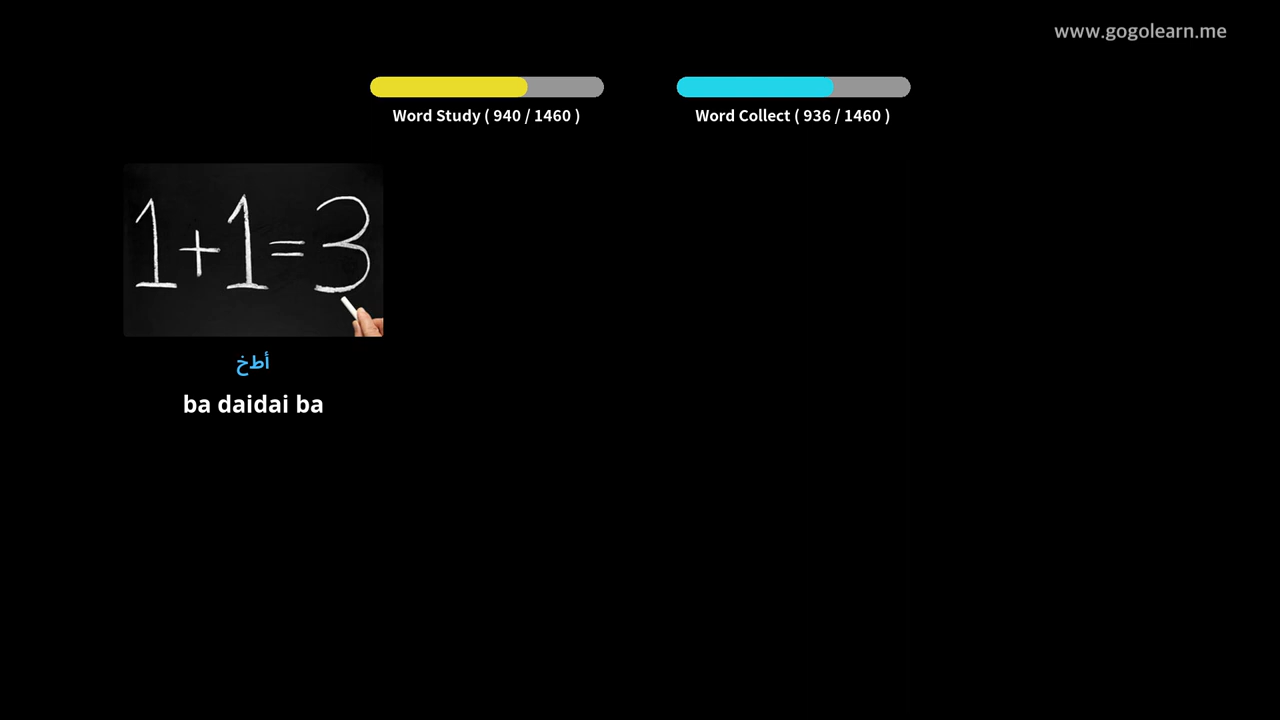 www.gogolearn.me
Word Study ( 940 / 1460 )
Word Collect ( 936 / 1460 )
1+1=3
أطخ
ba daidai ba